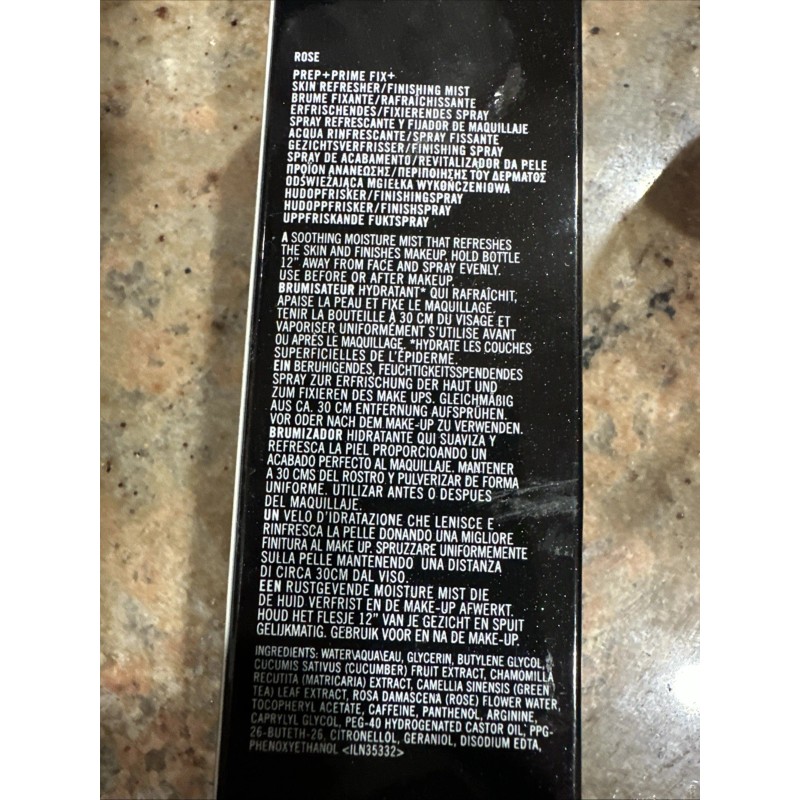 ROSE
PREP+PRIME FIX+
SKIN REFRESHER/FINISHING MIST
BRUME FIXANTE/RAFRAÎCHISSANTE
ERFRISCHENDES/FIXIERENDES SPRAY
SPRAY REFRESCANTE Y FIJADOR DE MAQUILLAJE
ACQUA RINFRESCANTE/SPRAY FISSANTE
GEZICHTSVERFRISSER/FINISHING SPRAY
SPRAY DE ACABAMENTO/REVITALIZADOR DA PELE
ΠΡΟΪΟΝ ΑΝΑΝΕΩΣΗΣ/ΠΕΡΙΠΟΙΗΣΗΣ ΤΟΥ ΔΕΡΜΑΤΟΣ
ODŚWIEŻAJĄCA MGIEŁKA WYKOŃCZENIOWA
HUDOPFRISKER/FINISHINGSPRAY
HUDOPPFRISKER/FINISHSPRAY
UPPFRISKANDE FUKTSPRAY
A SOOTHING MOISTURE MIST THAT REFRESHES
THE SKIN AND FINISHES MAKEUP. HOLD BOTTLE
12" AWAY FROM FACE AND SPRAY EVENLY.
USE BEFORE OR AFTER MAKEUP.
BRUMISATEUR HYDRATANT* QUI RAFRAÎCHIT,
APAISE LA PEAU ET FIXE LE MAQUILLAGE.
TENIR LA BOUTEILLE À 30 CM DU VISAGE ET
VAPORISER UNIFORMÉMENT S'UTILISE AVANT
OU APRÈS LE MAQUILLAGE. *HYDRATE LES COUCHES
SUPERFICIELLES DE L'ÉPIDERME.
EIN BERUHIGENDES, FEUCHTIGKEITSSPENDENDES
SPRAY ZUR ERFRISCHUNG DER HAUT UND
ZUM FIXIEREN DES MAKE UPS. GLEICHMÄßIG
AUS CA. 30 CM ENTFERNUNG AUFSPRÜHEN.
VOR ODER NACH DEM MAKE-UP ZU VERWENDEN.
BRUMIZADOR HIDRATANTE QUI SUAVIZA Y
REFRESCA LA PIEL PROPORCIOANDO UN
ACABADO PERFECTO AL MAQUILLAJE. MANTENER
A 30 CMS DEL ROSTRO Y PULVERIZAR DE FORMA
UNIFORME. UTILIZAR ANTES O DESPUES
DEL MAQUILLAJE.
UN VELO D'IDRATAZIONE CHE LENISCE E
RINFRESCA LA PELLE DONANDO UNA MIGLIORE
FINITURA AL MAKE UP. SPRUZZARE UNIFORMEMENTE
SULLA PELLE MANTENENDO UNA DISTANZA
DI CIRCA 30CM DAL VISO.
EEN RUSTGEVENDE MOISTURE MIST DIE
DE HUID VERFRIST EN DE MAKE-UP AFWERKT.
HOUD HET FLESJE 12" VAN JE GEZICHT EN SPUIT
GELIJKMATIG. GEBRUIK VOOR EN NA DE MAKE-UP.
INGREDIENTS: WATER\AQUA\EAU, GLYCERIN, BUTYLENE GLYCOL,
CUCUMIS SATIVUS (CUCUMBER) FRUIT EXTRACT, CHAMOMILLA
RECUTITA (MATRICARIA) EXTRACT, CAMELLIA SINENSIS (GREEN
TEA) LEAF EXTRACT, ROSA DAMASCENA (ROSE) FLOWER WATER,
TOCOPHERYL ACETATE, CAFFEINE, PANTHENOL, ARGININE,
CAPRYLYL GLYCOL, PEG-40 HYDROGENATED CASTOR OIL, PPG-
26-BUTETH-26, CITRONELLOL, GERANIOL, DISODIUM EDTA,
PHENOXYETHANOL <ILN35332>